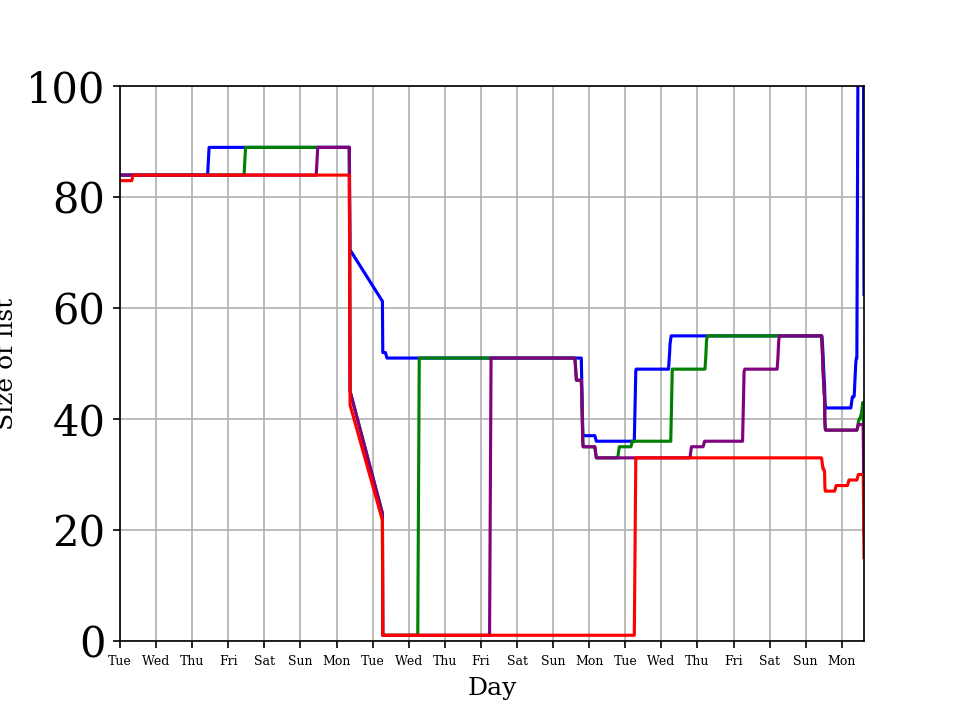 100
80
60
40
20
0
Size of list
Tue Wed Thu Fri Sat Sun Mon Tue Wed Thu Fri Sat Sun Mon Tue Wed Thu Fri Sat Sun Mon
Day